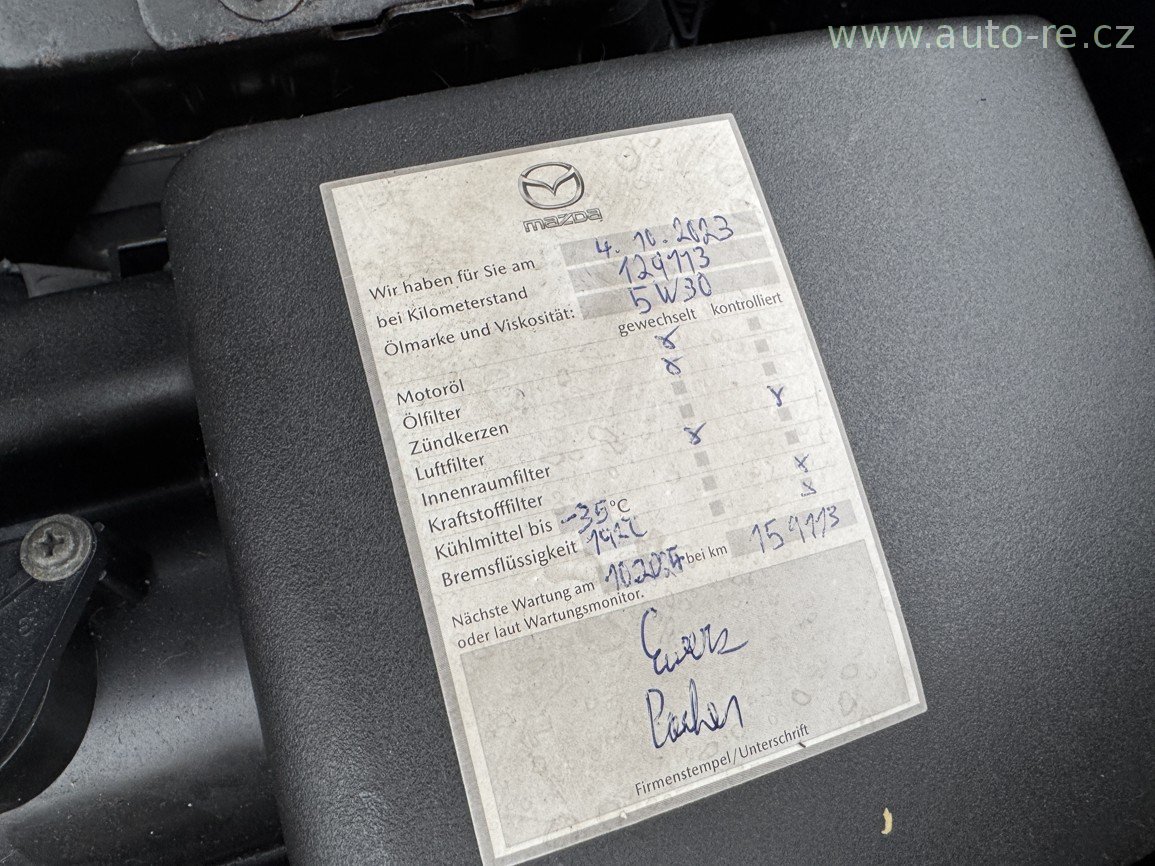 www.auto-re.cz
mazda
Wir haben für Sie am 4.10.2023
bei Kilometerstand 129113
Ölmarke und Viskosität: 5W30
gewechselt kontrolliert
Motoröl x
Ölfilter x
Zündkerzen
Luftfilter x
Innenraumfilter x
Kraftstofffilter
Kühlmittel bis -35°C x
Bremsflüssigkeit x
Nächste Wartung am bei km 159113
oder laut Wartungsmonitor.
Firmenstempel/Unterschrift